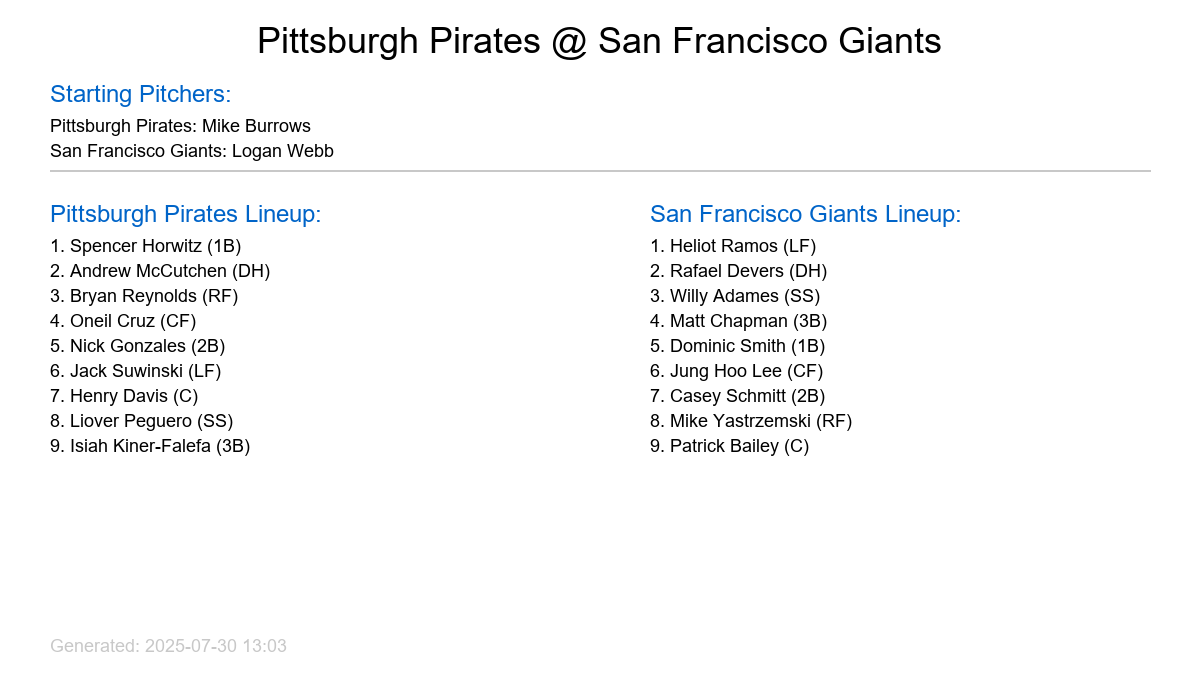 Pittsburgh Pirates @ San Francisco Giants
Starting Pitchers:
Pittsburgh Pirates: Mike Burrows
San Francisco Giants: Logan Webb
Pittsburgh Pirates Lineup:
1. Spencer Horwitz (1B)
2. Andrew McCutchen (DH)
3. Bryan Reynolds (RF)
4. Oneil Cruz (CF)
5. Nick Gonzales (2B)
6. Jack Suwinski (LF)
7. Henry Davis (C)
8. Liover Peguero (SS)
9. Isiah Kiner-Falefa (3B)
San Francisco Giants Lineup:
1. Heliot Ramos (LF)
2. Rafael Devers (DH)
3. Willy Adames (SS)
4. Matt Chapman (3B)
5. Dominic Smith (1B)
6. Jung Hoo Lee (CF)
7. Casey Schmitt (2B)
8. Mike Yastrzemski (RF)
9. Patrick Bailey (C)
Generated: 2025-07-30 13:03